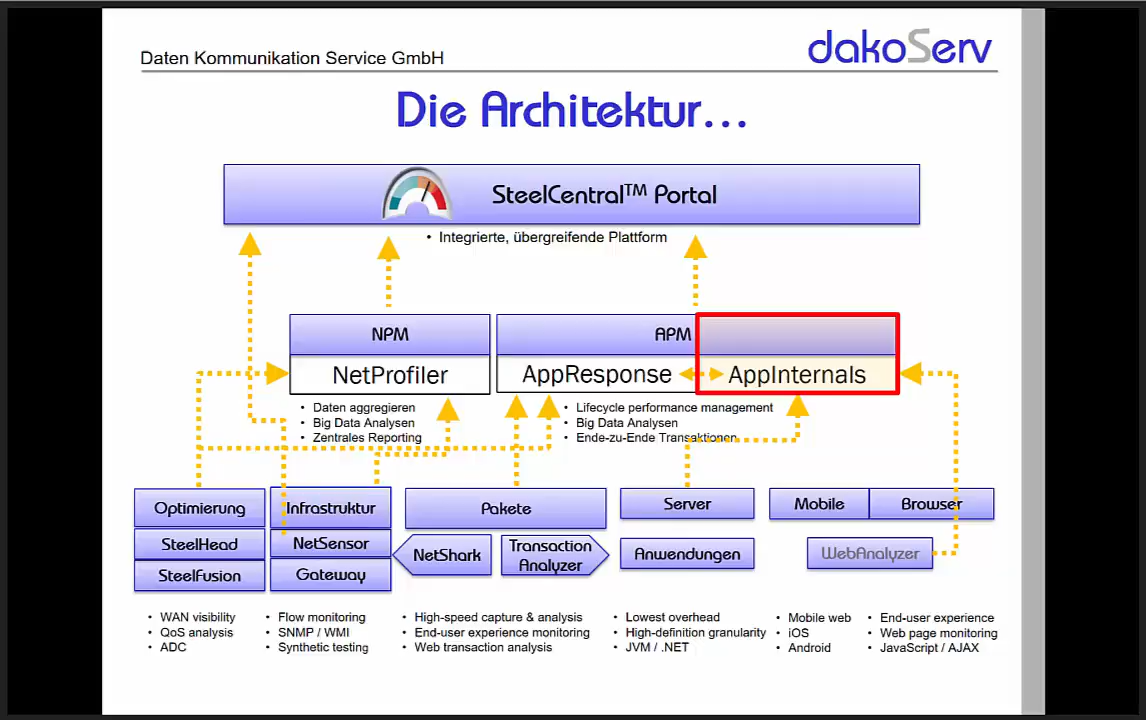 Daten Kommunikation Service GmbH
dakoServ
Die Architektur...
SteelCentral™ Portal
• Integrierte, übergreifende Plattform
NPM
APM
NetProfiler
AppResponse
AppInternals
• Daten aggregieren
• Big Data Analysen
• Zentrales Reporting
• Lifecycle performance management
• Big Data Analysen
• Ende-zu-Ende Transaktionen
Optimierung
SteelHead
SteelFusion
Infrastruktur
NetSensor
Gateway
Pakete
NetShark
Transaction
Analyzer
Server
Anwendungen
Mobile
Browser
WebAnalyzer
• WAN visibility
• QoS analysis
• ADC
• Flow monitoring
• SNMP / WMI
• Synthetic testing
• High-speed capture & analysis
• End-user experience monitoring
• Web transaction analysis
• Lowest overhead
• High-definition granularity
• JVM / .NET
• Mobile web
• iOS
• Android
• End-user experience
• Web page monitoring
• JavaScript / AJAX